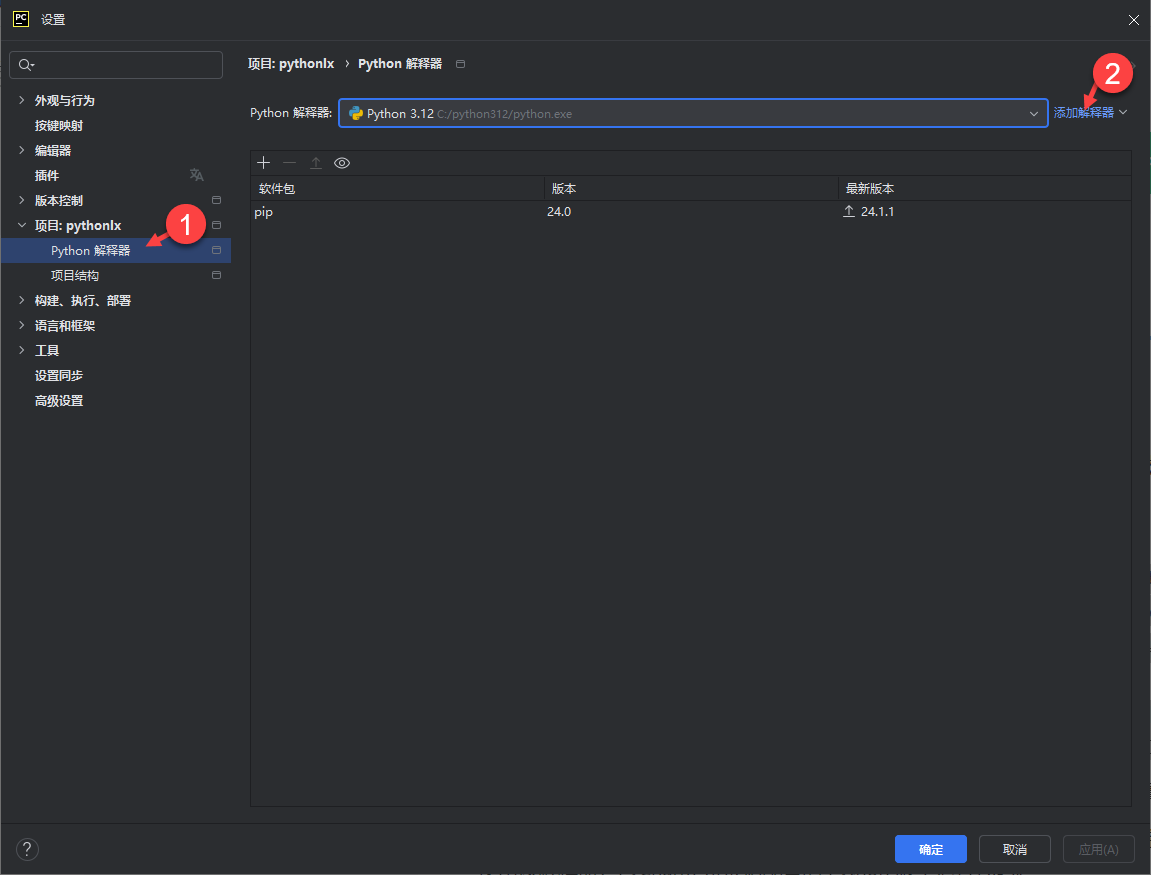 PC 设置
项目: pythonlx › Python 解释器
2
外观与行为
Python 解释器: Python 3.12 C:/python312/python.exe 添加解释器
按键映射
编辑器
插件
软件包 版本 最新版本
版本控制
pip 24.0 24.1.1
项目: pythonlx
1
Python 解释器
项目结构
构建、执行、部署
语言和框架
工具
设置同步
高级设置
? 确定 取消 应用(A)